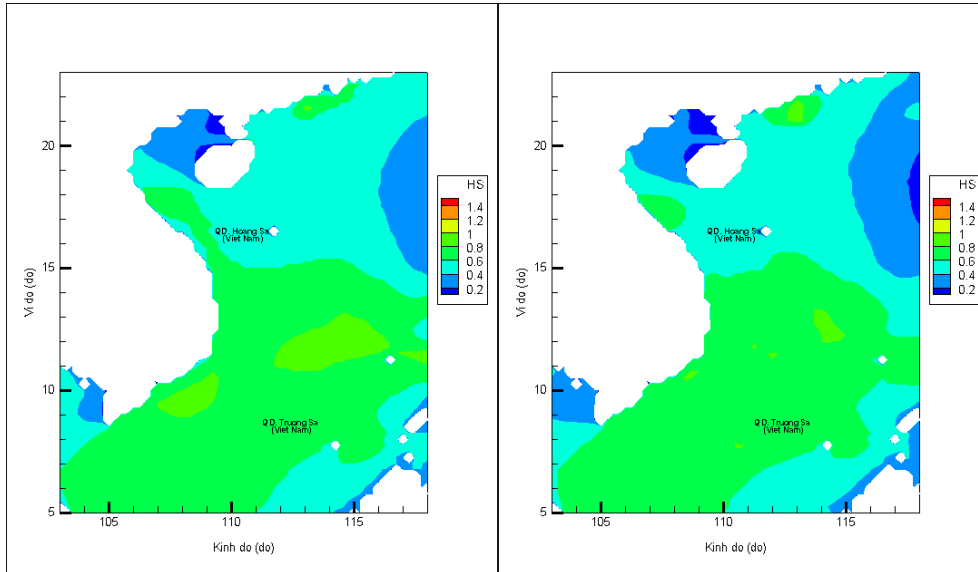 20
15
10
5
105
110
115
Vi do (do)
Kinh do (do)
QD. Hoang Sa
(Viet Nam)
QD. Truong Sa
(Viet Nam)
HS
1.4
1.2
1
0.8
0.6
0.4
0.2
20
15
10
5
105
110
115
Vi do (do)
Kinh do (do)
QD. Hoang Sa
(Viet Nam)
QD. Truong Sa
(Viet Nam)
HS
1.4
1.2
1
0.8
0.6
0.4
0.2